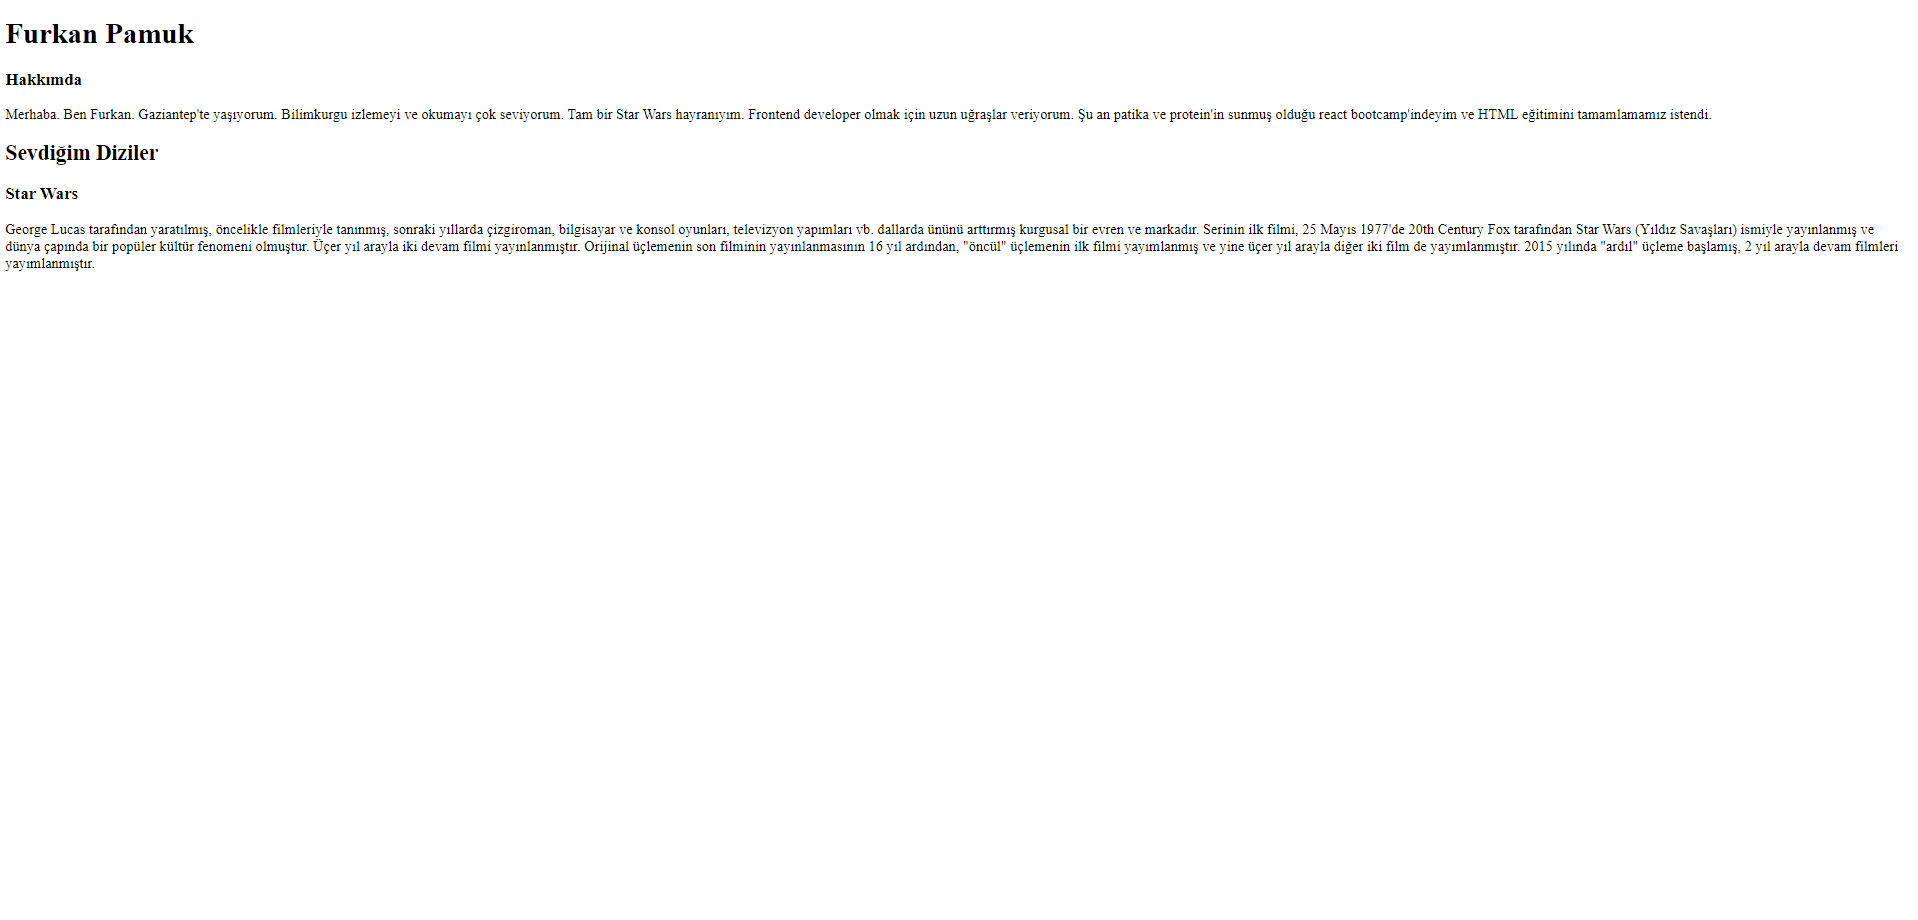 Furkan Pamuk
Hakkımda
Merhaba. Ben Furkan. Gaziantep'te yaşıyorum. Bilimkurgu izlemeyi ve okumayı çok seviyorum. Tam bir Star Wars hayranıyım. Frontend developer olmak için uzun uğraşlar veriyorum. Şu an patika ve protein'in sunmuş olduğu react bootcamp'indeyim ve HTML eğitimini tamamlamamız istendi.
Sevdiğim Diziler
Star Wars
George Lucas tarafından yaratılmış, öncelikle filmleriyle tanınmış, sonraki yıllarda çizgiroman, bilgisayar ve konsol oyunları, televizyon yapımları vb. dallarda ününü arttırmış kurgusal bir evren ve markadır. Serinin ilk filmi, 25 Mayıs 1977'de 20th Century Fox tarafından Star Wars (Yıldız Savaşları) ismiyle yayınlanmış ve
dünya çapında bir popüler kültür fenomeni olmuştur. Üçer yıl arayla iki devam filmi yayınlanmıştır. Orijinal üçlemenin son filminin yayınlanmasının 16 yıl ardından, "öncül" üçlemenin ilk filmi yayımlanmış ve yine üçer yıl arayla diğer iki film de yayımlanmıştır. 2015 yılında "ardıl" üçleme başlamış, 2 yıl arayla devam filmleri
yayımlanmıştır.